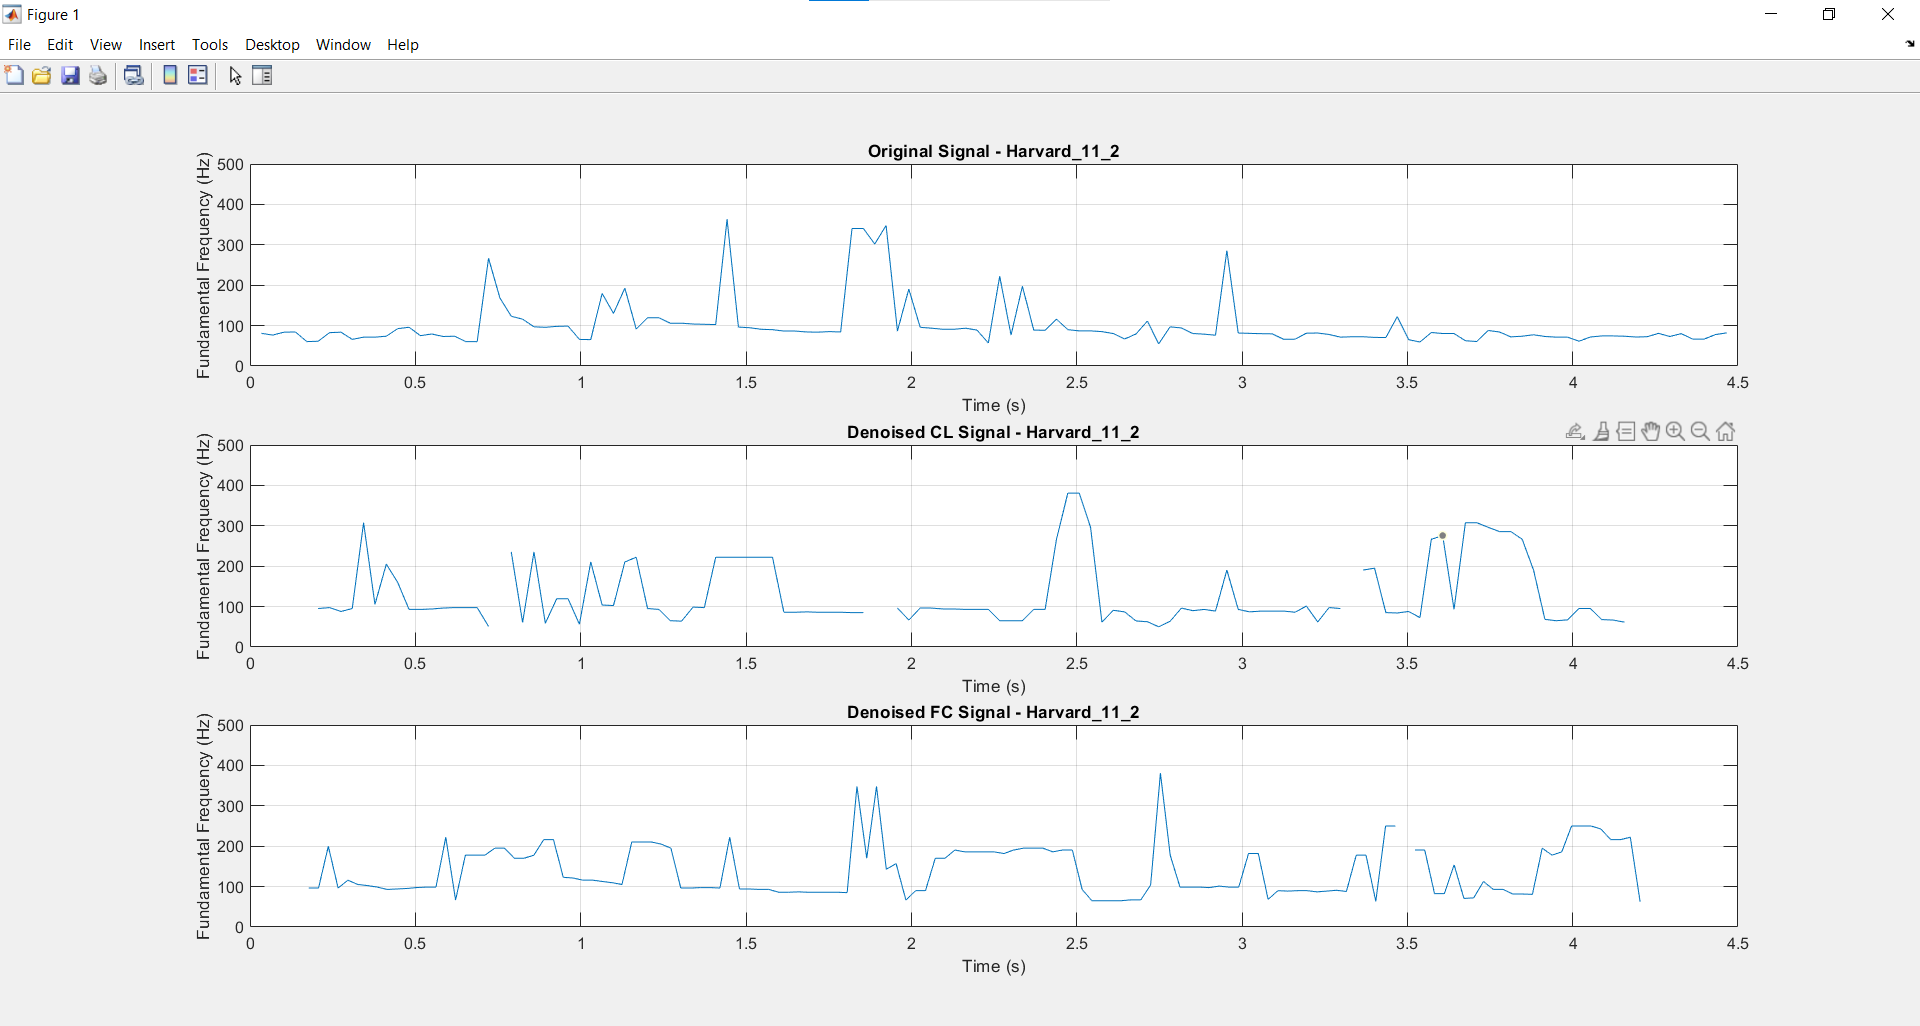 Figure 1
File Edit View Insert Tools Desktop Window Help
Original Signal - Harvard_11_2
Fundamental Frequency (Hz)
500
400
300
200
100
0
0 0.5 1 1.5 2 2.5 3 3.5 4 4.5
Time (s)
Denoised CL Signal - Harvard_11_2
Fundamental Frequency (Hz)
500
400
300
200
100
0
0 0.5 1 1.5 2 2.5 3 3.5 4 4.5
Time (s)
Denoised FC Signal - Harvard_11_2
Fundamental Frequency (Hz)
500
400
300
200
100
0
0 0.5 1 1.5 2 2.5 3 3.5 4 4.5
Time (s)